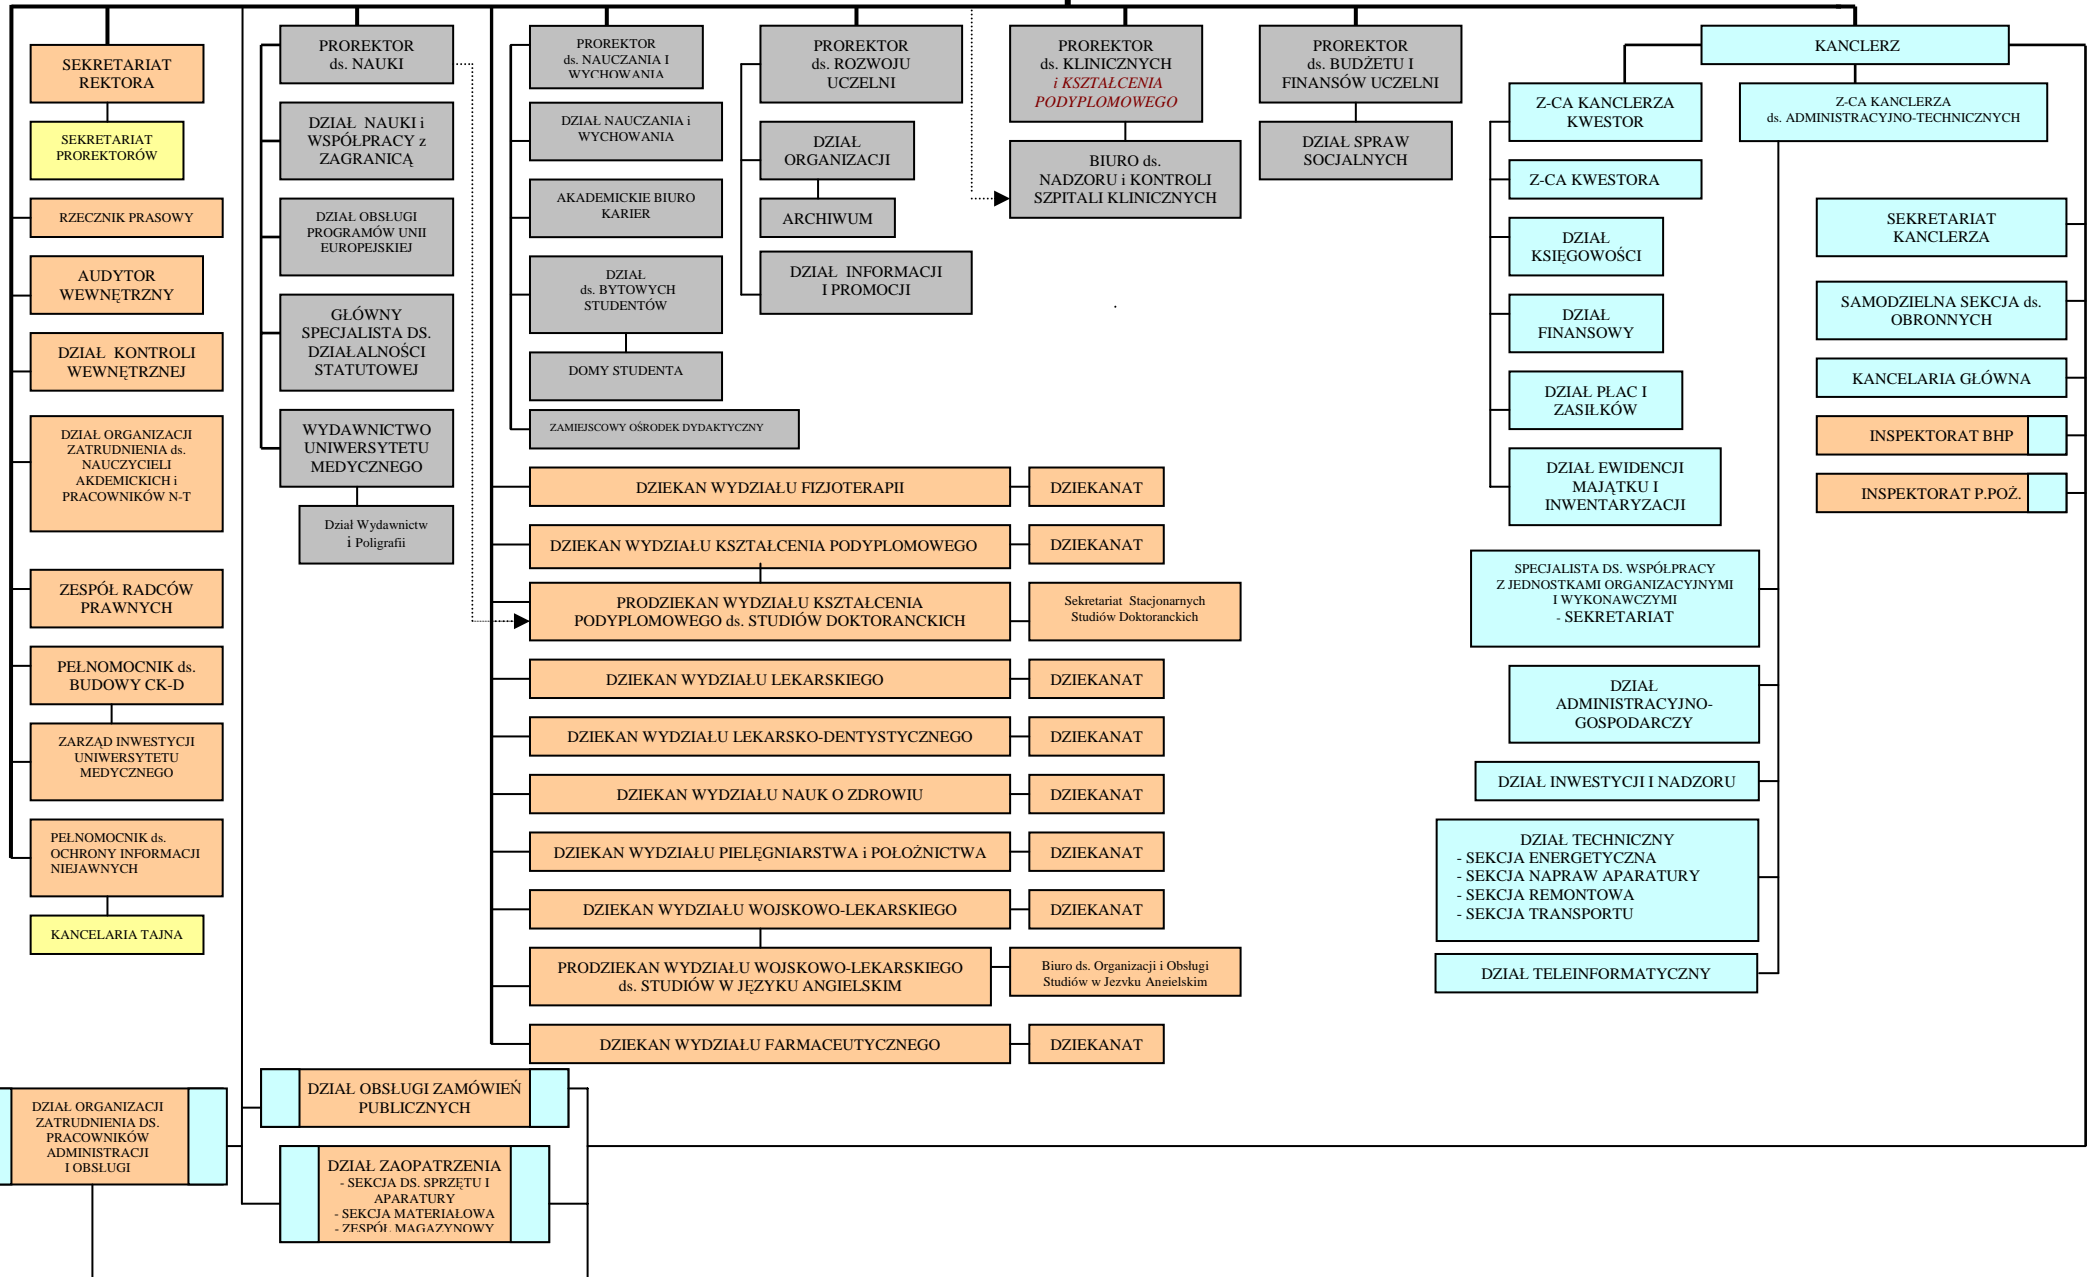 SEKRETARIAT
REKTORA
SEKRETARIAT
PROREKTORÓW
RZECZNIK PRASOWY
AUDYTOR
WEWNĘTRZNY
DZIAŁ KONTROLI
WEWNĘTRZNEJ
DZIAŁ ORGANIZACJI
ZATRUDNIENIA ds.
NAUCZYCIELI
AKDEMICKICH i
PRACOWNIKÓW N-T
ZESPÓŁ RADCÓW
PRAWNYCH
PEŁNOMOCNIK ds.
BUDOWY CK-D
ZARZĄD INWESTYCJI
UNIWERSYTETU
MEDYCZNEGO
PEŁNOMOCNIK ds.
OCHRONY INFORMACJI
NIEJAWNYCH
KANCELARIA TAJNA
PROREKTOR
ds. NAUKI
DZIAŁ NAUKI i
WSPÓŁPRACY z
ZAGRANICĄ
DZIAŁ OBSŁUGI
PROGRAMÓW UNII
EUROPEJSKIEJ
GŁÓWNY
SPECJALISTA DS.
DZIAŁALNOŚCI
STATUTOWEJ
WYDAWNICTWO
UNIWERSYTETU
MEDYCZNEGO
Dział Wydawnictw
i Poligrafii
PROREKTOR
ds. NAUCZANIA I
WYCHOWANIA
DZIAŁ NAUCZANIA i
WYCHOWANIA
AKADEMICKIE BIURO
KARIER
DZIAŁ
ds. BYTOWYCH
STUDENTÓW
DOMY STUDENTA
ZAMIEJSCOWY OŚRODEK DYDAKTYCZNY
PROREKTOR
ds. ROZWOJU
UCZELNI
DZIAŁ
ORGANIZACJI
ARCHIWUM
DZIAŁ INFORMACJI
I PROMOCJI
PROREKTOR
ds. KLINICZNYCH
i KSZTAŁCENIA
PODYPLOMOWEGO
BIURO ds.
NADZORU i KONTROLI
SZPITALI KLINICZNYCH
.
PROREKTOR
ds. BUDŻETU I
FINANSÓW UCZELNI
DZIAŁ SPRAW
SOCJALNYCH
DZIEKAN WYDZIAŁU FIZJOTERAPII
DZIEKANAT
DZIEKAN WYDZIAŁU KSZTAŁCENIA PODYPLOMOWEGO
DZIEKANAT
PRODZIEKAN WYDZIAŁU KSZTAŁCENIA
PODYPLOMOWEGO ds. STUDIÓW DOKTORANCKICH
Sekretariat Stacjonarnych
Studiów Doktoranckich
DZIEKAN WYDZIAŁU LEKARSKIEGO
DZIEKANAT
DZIEKAN WYDZIAŁU LEKARSKO-DENTYSTYCZNEGO
DZIEKANAT
DZIEKAN WYDZIAŁU NAUK O ZDROWIU
DZIEKANAT
DZIEKAN WYDZIAŁU PIELĘGNIARSTWA i POŁOŻNICTWA
DZIEKANAT
DZIEKAN WYDZIAŁU WOJSKOWO-LEKARSKIEGO
DZIEKANAT
PRODZIEKAN WYDZIAŁU WOJSKOWO-LEKARSKIEGO
ds. STUDIÓW W JĘZYKU ANGIELSKIM
Biuro ds. Organizacji i Obsługi
Studiów w Języku Angielskim
DZIEKAN WYDZIAŁU FARMACEUTYCZNEGO
DZIEKANAT
KANCLERZ
Z-CA KANCLERZA
KWESTOR
Z-CA KWESTORA
DZIAŁ
KSIĘGOWOŚCI
DZIAŁ
FINANSOWY
DZIAŁ PŁAC I
ZASIŁKÓW
DZIAŁ EWIDENCJI
MAJĄTKU I
INWENTARYZACJI
Z-CA KANCLERZA
ds. ADMINISTRACYJNO-TECHNICZNYCH
SPECJALISTA DS. WSPÓŁPRACY
Z JEDNOSTKAMI ORGANIZACYJNYMI
I WYKONAWCZYMI
- SEKRETARIAT
DZIAŁ
ADMINISTRACYJNO-
GOSPODARCZY
DZIAŁ INWESTYCJI I NADZORU
DZIAŁ TECHNICZNY
- SEKCJA ENERGETYCZNA
- SEKCJA NAPRAW APARATURY
- SEKCJA REMONTOWA
- SEKCJA TRANSPORTU
DZIAŁ TELEINFORMATYCZNY
SEKRETARIAT
KANCLERZA
SAMODZIELNA SEKCJA ds.
OBRONNYCH
KANCELARIA GŁÓWNA
INSPEKTORAT BHP
INSPEKTORAT P.POŻ.
DZIAŁ ORGANIZACJI
ZATRUDNIENIA DS.
PRACOWNIKÓW
ADMINISTRACJI
I OBSŁUGI
DZIAŁ OBSŁUGI ZAMÓWIEŃ
PUBLICZNYCH
DZIAŁ ZAOPATRZENIA
- SEKCJA DS. SPRZĘTU I
APARATURY
- SEKCJA MATERIAŁOWA
- ZESPÓŁ MAGAZYNOWY